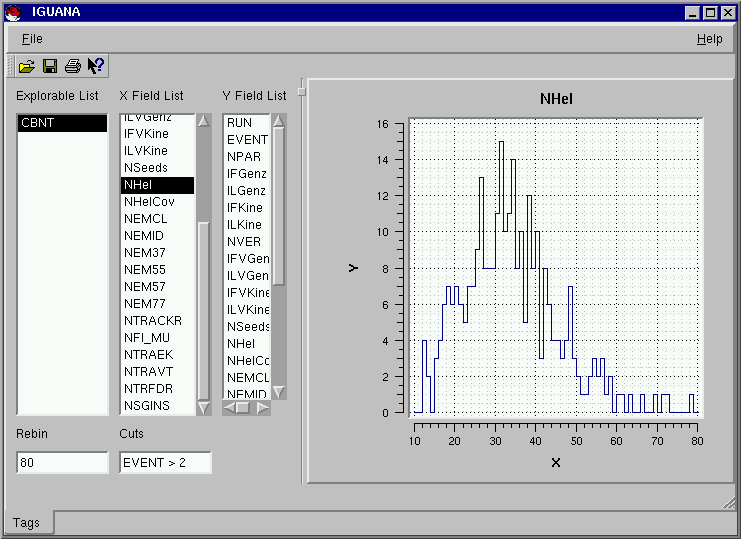 IGUANA
File
Help
Explorable List
X Field List
Y Field List
CBNT
ILVGenz
IFVKine
ILVKine
NSeeds
NHel
NHelCov
NEMCL
NEMID
NEM37
NEM55
NEM57
NEM77
NTRACKR
NFI_MU
NTRAEK
NTRAVT
NTRFDR
NSGINS
RUN
EVENT
NPAR
IFGenz
ILGenz
IFKine
ILKine
NVER
IFVGen
ILVGen
IFVKine
ILVKine
NSeeds
NHel
NHelCo
NEMCL
NEMID
NHel
16
14
12
10
8
6
4
2
0
Y
10 20 30 40 50 60 70 80
X
Rebin
Cuts
80
EVENT > 2
Tags